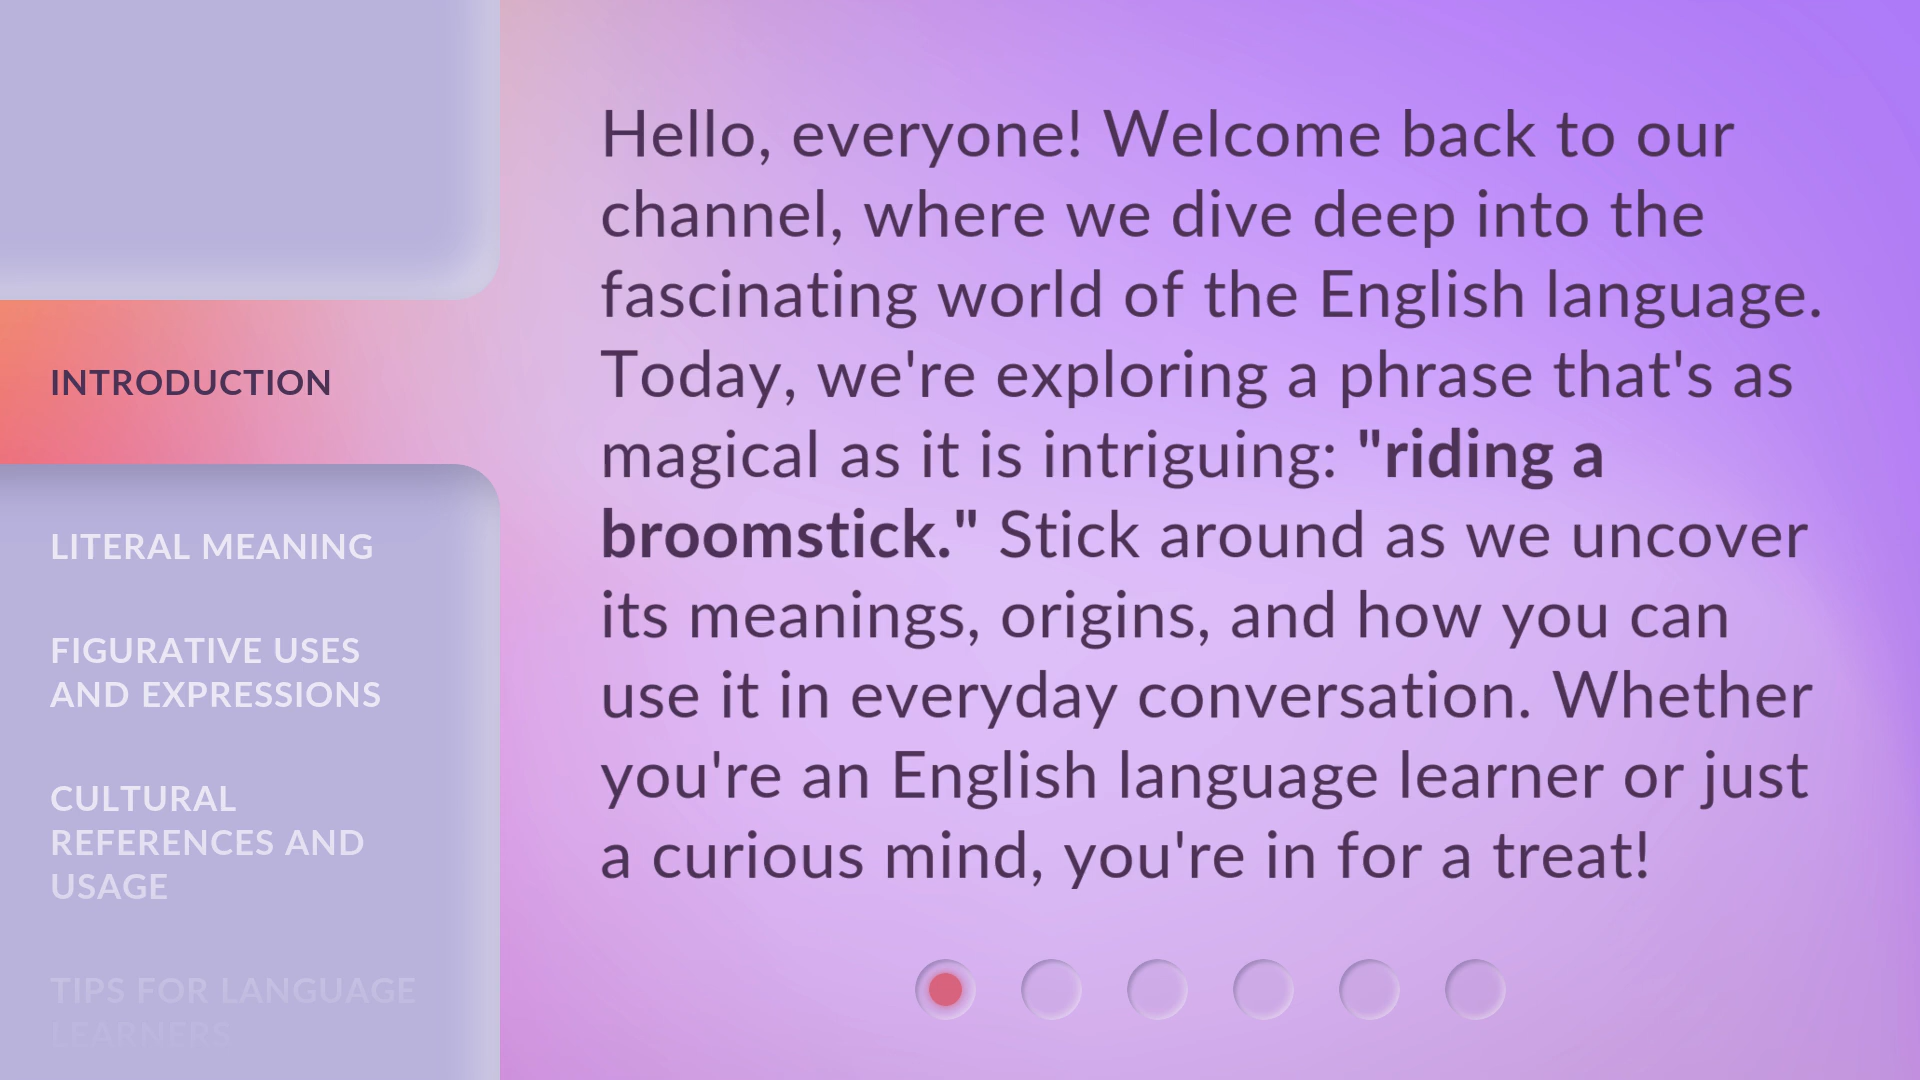 INTRODUCTION
LITERAL MEANING
FIGURATIVE USES
AND EXPRESSIONS
CULTURAL
REFERENCES AND
USAGE
TIPS FOR LANGUAGE
LEARNERS
Hello, everyone! Welcome back to our
channel, where we dive deep into the
fascinating world of the English language.
Today, we're exploring a phrase that's as
magical as it is intriguing: "riding a
broomstick." Stick around as we uncover
its meanings, origins, and how you can
use it in everyday conversation. Whether
you're an English language learner or just
a curious mind, you're in for a treat!